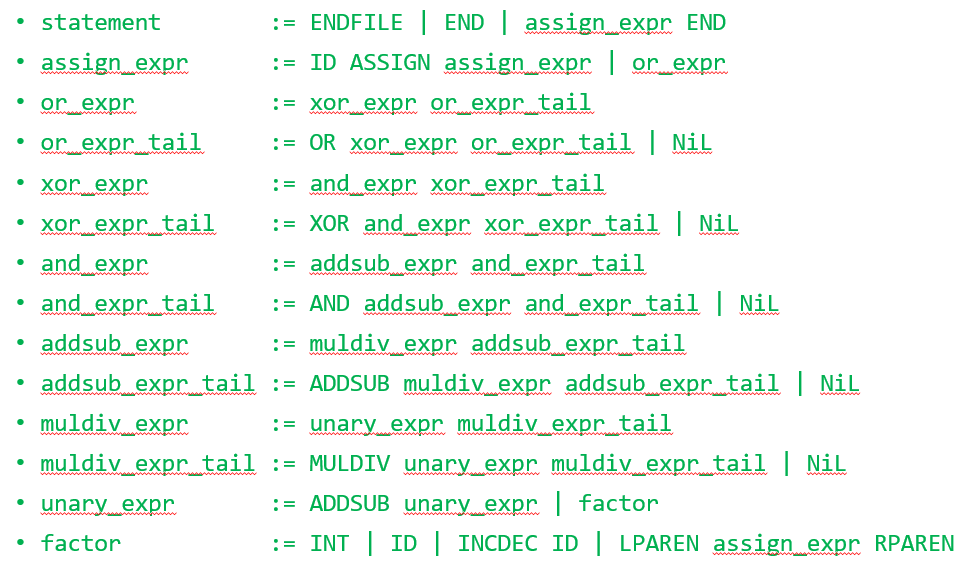 • statement := ENDFILE | END | assign_expr END
• assign_expr := ID ASSIGN assign_expr | or_expr
• or_expr := xor_expr or_expr_tail
• or_expr_tail := OR xor_expr or_expr_tail | NiL
• xor_expr := and_expr xor_expr_tail
• xor_expr_tail := XOR and_expr xor_expr_tail | NiL
• and_expr := addsub_expr and_expr_tail
• and_expr_tail := AND addsub_expr and_expr_tail | NiL
• addsub_expr := muldiv_expr addsub_expr_tail
• addsub_expr_tail := ADDSUB muldiv_expr addsub_expr_tail | NiL
• muldiv_expr := unary_expr muldiv_expr_tail
• muldiv_expr_tail := MULDIV unary_expr muldiv_expr_tail | NiL
• unary_expr := ADDSUB unary_expr | factor
• factor := INT | ID | INCDEC ID | LPAREN assign_expr RPAREN